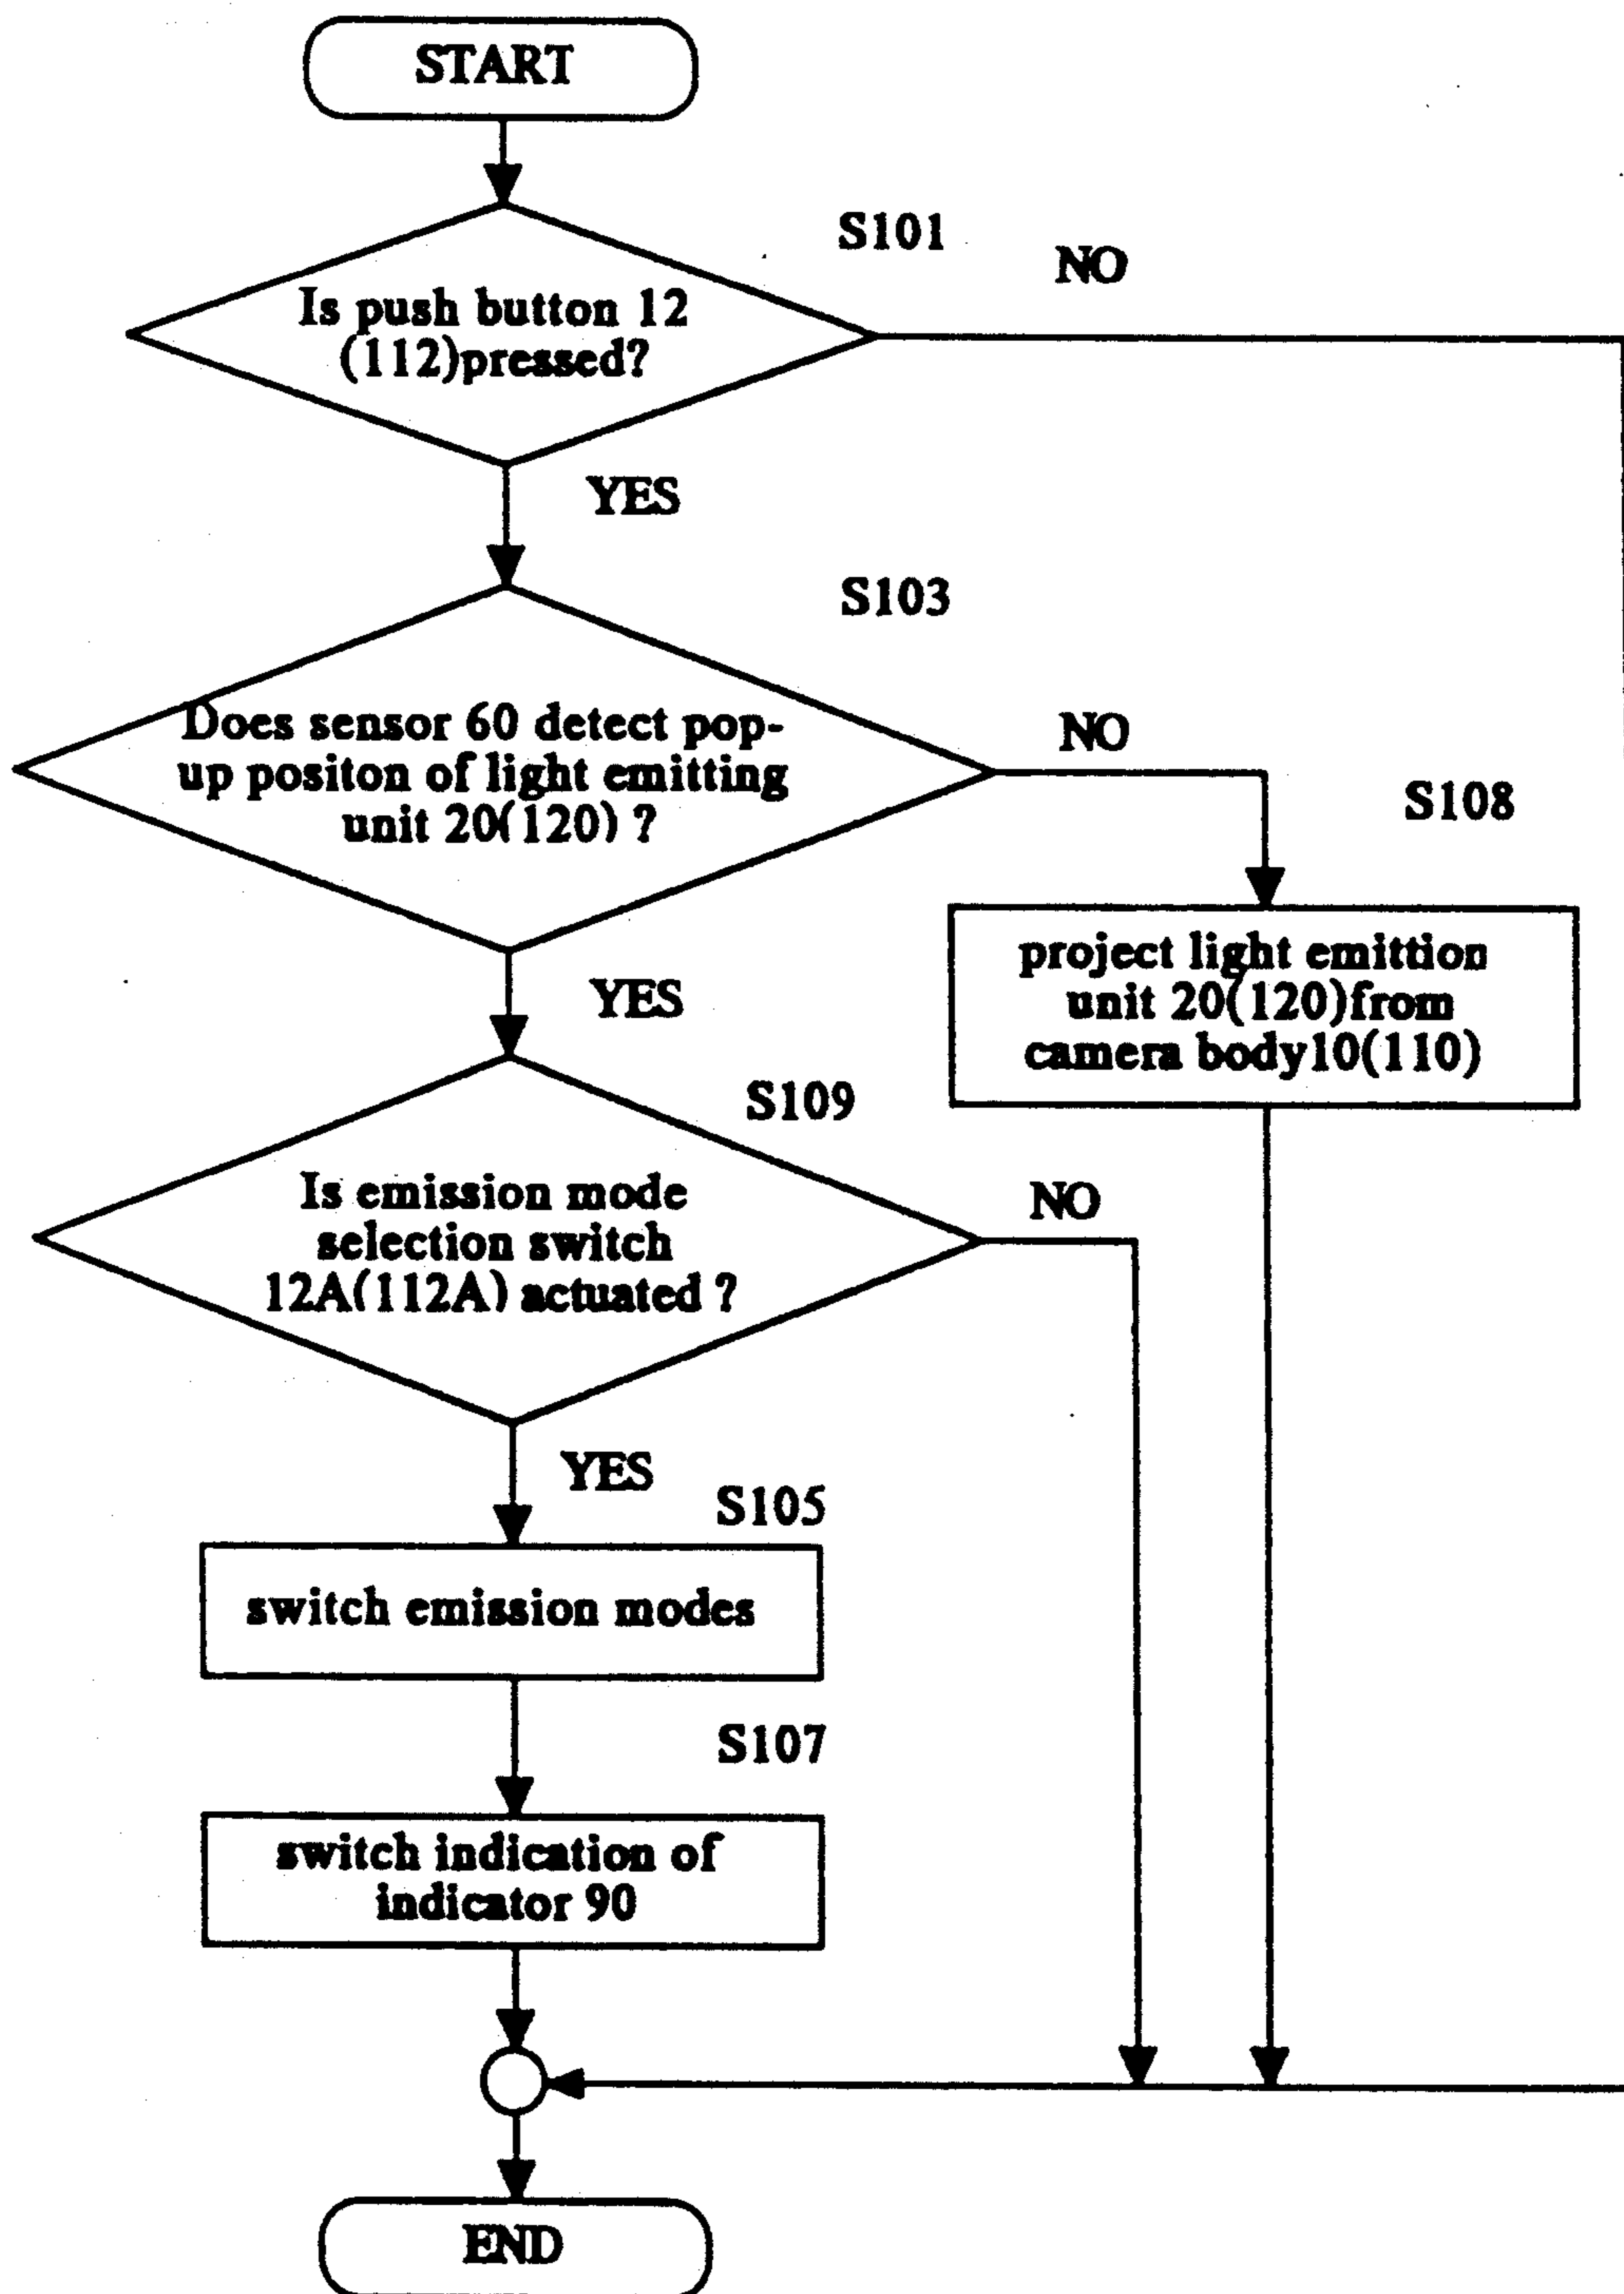 START
S101
NO
Is push button 12
(112)pressed?
YES
S103
Does sensor 60 detect pop-
up positon of light emitting
unit 20(120) ?
NO
S108
project light emittion
unit 20(120)from
camera body10(110)
YES
S109
Is emission mode
selection switch
12A(112A) actuated ?
NO
YES
S105
switch emission modes
S107
switch indication of
indicator 90
END